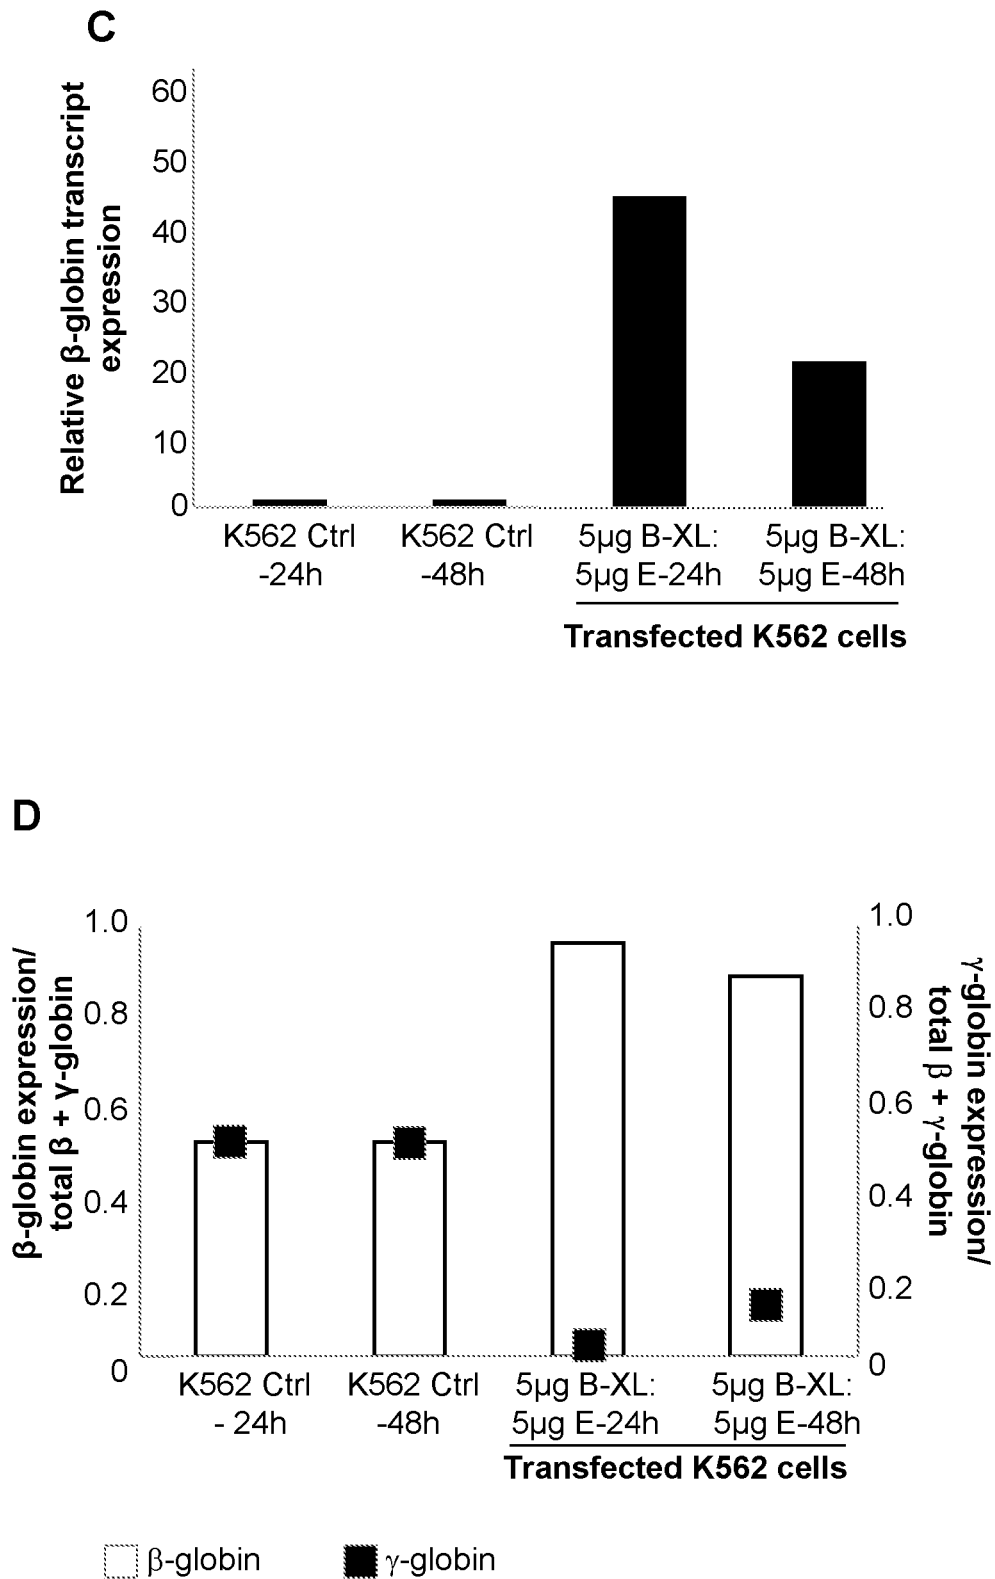 C
Relative β-globin transcript
expression
60
50
40
30
20
10
0
K562 Ctrl
-24h
K562 Ctrl
-48h
5µg B-XL:
5µg E-24h
5µg B-XL:
5µg E-48h
Transfected K562 cells
D
β-globin expression/
total β + γ-globin
1.0
0.8
0.6
0.4
0.2
0
1.0
0.8
0.6
0.4
0.2
0
γ-globin expression/
total β + γ-globin
K562 Ctrl
- 24h
K562 Ctrl
-48h
5µg B-XL:
5µg E-24h
5µg B-XL:
5µg E-48h
Transfected K562 cells
β-globin
γ-globin